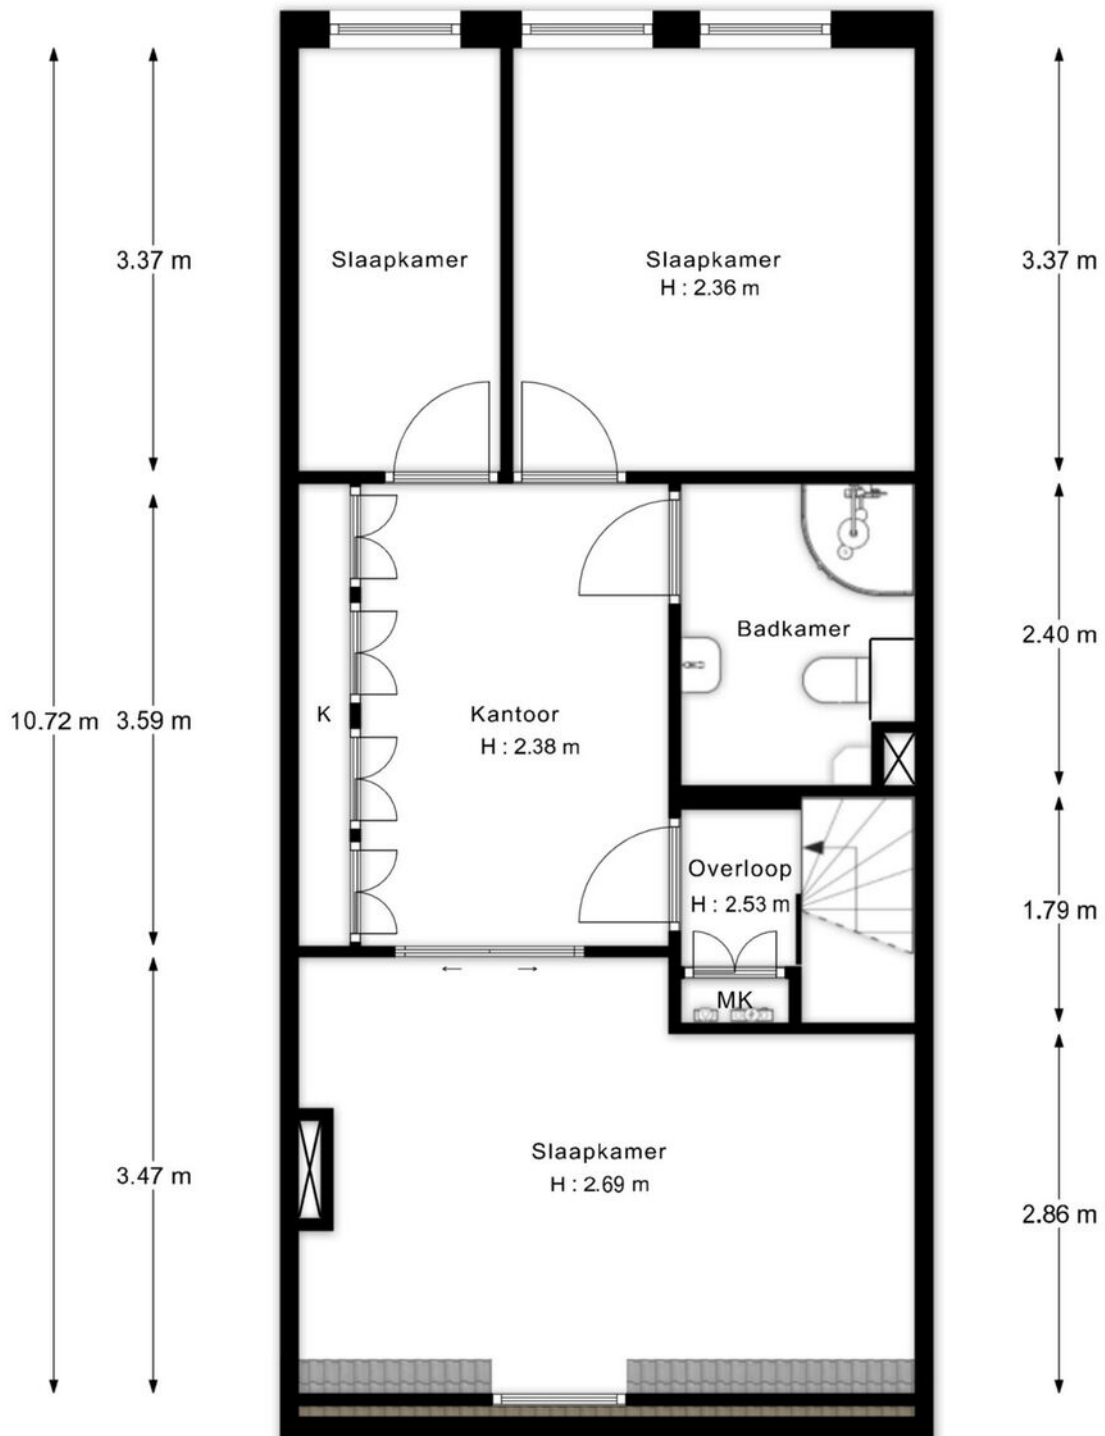 3.37 m
Slaapkamer
Slaapkamer
H : 2.36 m
3.37 m
10.72 m
3.59 m
K
Kantoor
H : 2.38 m
Badkamer
2.40 m
Overloop
H : 2.53 m
MK
1.79 m
3.47 m
Slaapkamer
H : 2.69 m
2.86 m